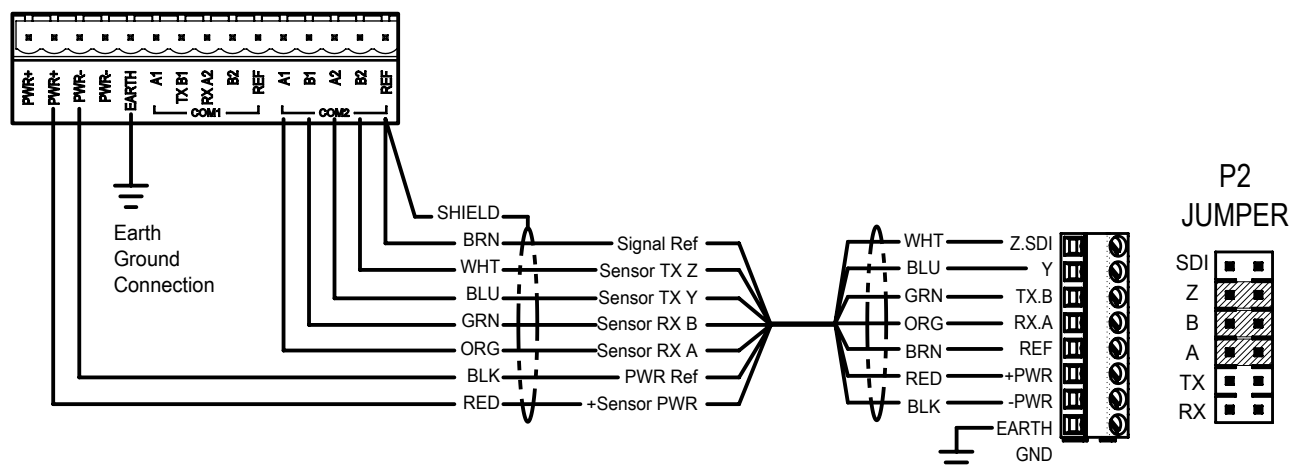 PWR+ PWR+ PWR- PWR- EARTH A1 TX B1 RX A2 B2 REF A1 B1 A2 B2 REF
COM1 COM2
Earth
Ground
Connection
SHIELD
BRN Signal Ref
WHT Sensor TX Z
BLU Sensor TX Y
GRN Sensor RX B
ORG Sensor RX A
BLK PWR Ref
RED +Sensor PWR
WHT Z.SDI
BLU Y
GRN TX.B
ORG RX.A
BRN REF
RED +PWR
BLK -PWR
EARTH
GND
P2
JUMPER
SDI
Z
B
A
TX
RX